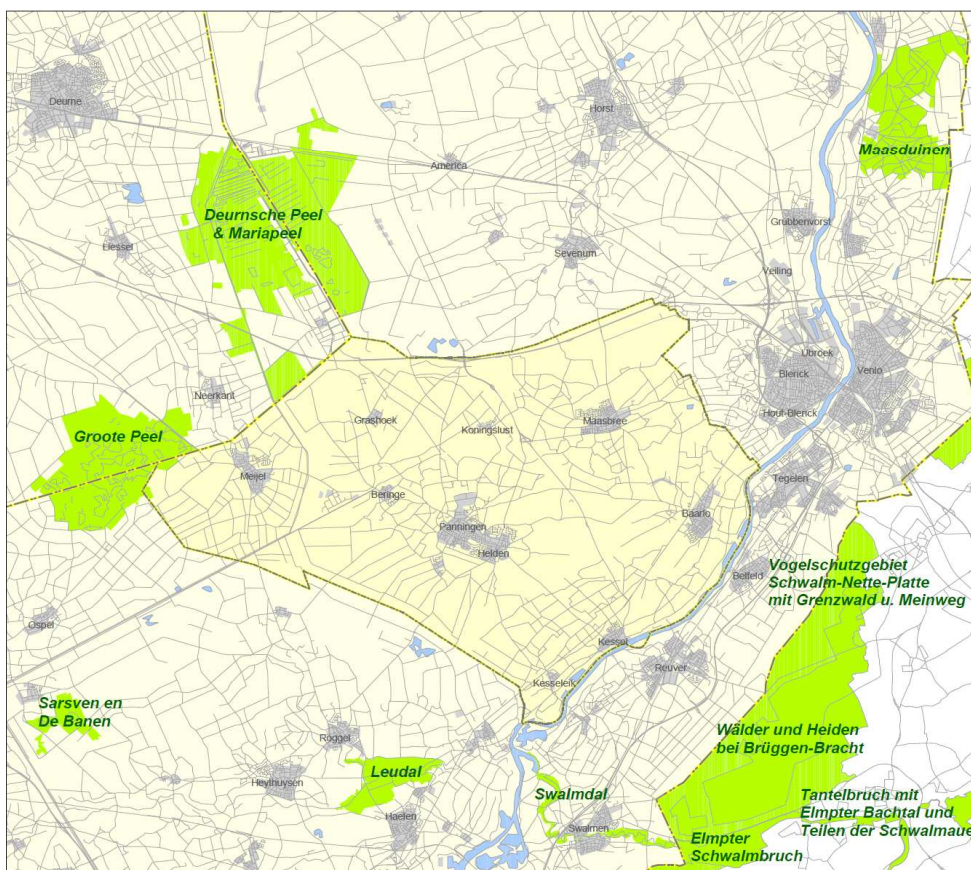 Deurne
Horst
Maasduinen
America
Deurnsche Peel
& Mariapeel
Grubbenvorst
Liessel
Sevenum
Veiling
Ubroek
Blerick
Venlo
Neerkant
Hout-Blerick
Grashoek
Koningslust
Maasbree
Groote Peel
Meijel
Tegelen
Beringe
Baarlo
Panningen
Helden
Vogelschutzgebiet
Schwalm-Nette-Platte
mit Grenzwald u. Meinweg
Belfeld
Ospel
Kessel
Reuver
Kesseleik
Sarsven en
De Banen
Wälder und Heiden
bei Brüggen-Bracht
Roggel
Leudal
Heythuysen
Swalmdal
Tantelbruch mit
Elmpter Bachtal und
Teilen der Schwalmaue
Haelen
Swalmen
Elmpter
Schwalmbruch